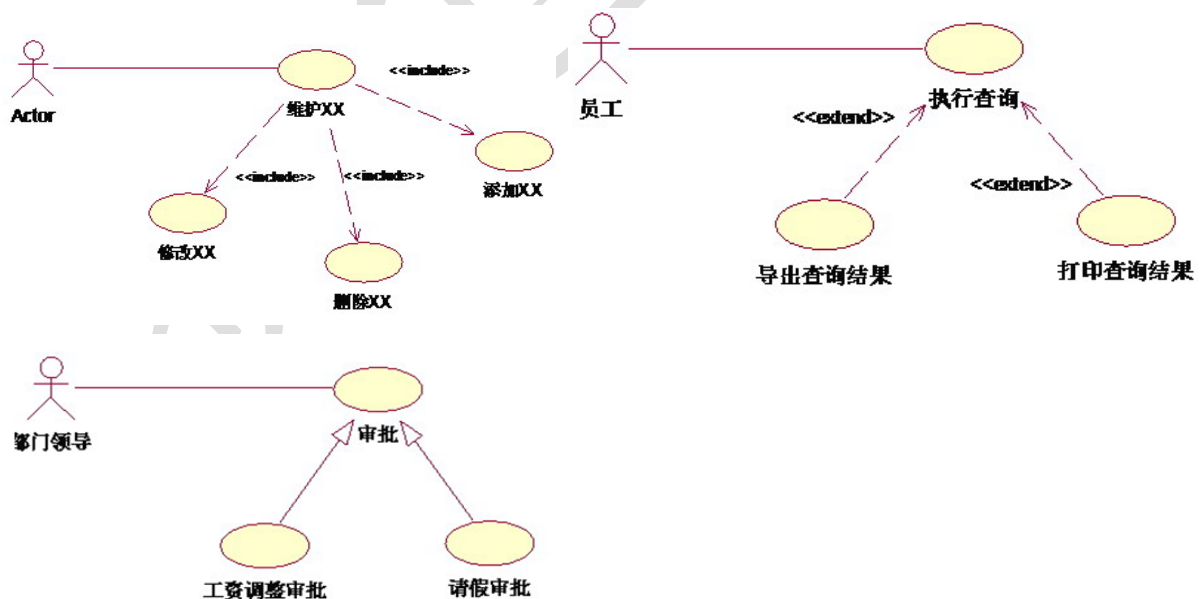 Actor
维护XX
<<include>>
<<include>>
<<include>>
添加XX
修改XX
删除XX
员工
执行查询
<<extend>>
<<extend>>
导出查询结果
打印查询结果
部门领导
审批
工资调整审批
请假审批